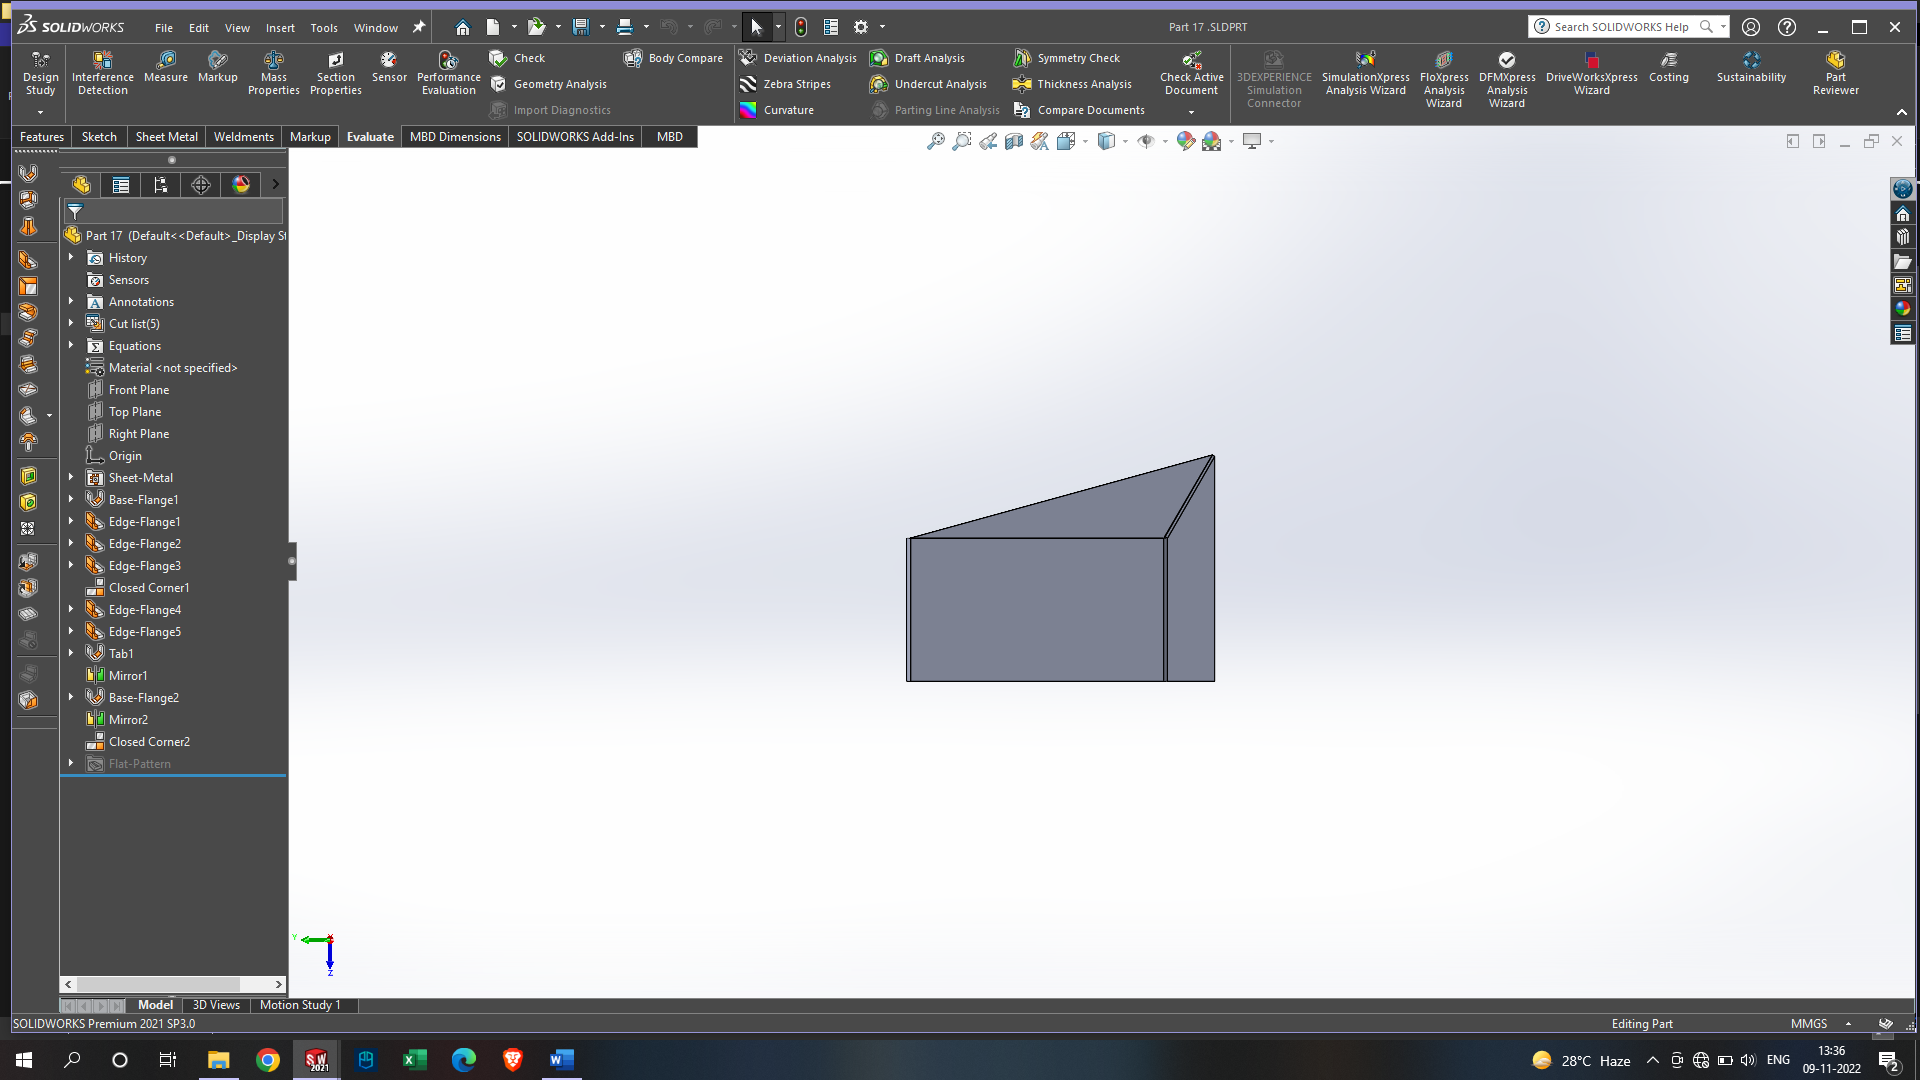 SOLIDWORKS File Edit View Insert Tools Window Part 17 .SLDPRT Search SOLIDWORKS Help
Design Study
Interference Detection
Measure
Markup
Mass Properties
Section Properties
Sensor
Performance Evaluation
Check
Geometry Analysis
Import Diagnostics
Body Compare
Deviation Analysis
Zebra Stripes
Curvature
Draft Analysis
Undercut Analysis
Parting Line Analysis
Symmetry Check
Thickness Analysis
Compare Documents
Check Active Document
3DEXPERIENCE Simulation Connector
SimulationXpress Analysis Wizard
FloXpress Analysis Wizard
DFMXpress Analysis Wizard
DriveWorksXpress Wizard
Costing
Sustainability
Part Reviewer
Features Sketch Sheet Metal Weldments Markup Evaluate MBD Dimensions SOLIDWORKS Add-Ins MBD
Part 17 (Default<<Default>_Display St
History
Sensors
Annotations
Cut list(5)
Equations
Material <not specified>
Front Plane
Top Plane
Right Plane
Origin
Sheet-Metal
Base-Flange1
Edge-Flange1
Edge-Flange2
Edge-Flange3
Closed Corner1
Edge-Flange4
Edge-Flange5
Tab1
Mirror1
Base-Flange2
Mirror2
Closed Corner2
Flat-Pattern
Y X
Z
Model 3D Views Motion Study 1
SOLIDWORKS Premium 2021 SP3.0 Editing Part MMGS
28°C Haze ENG 13:36
09-11-2022 2